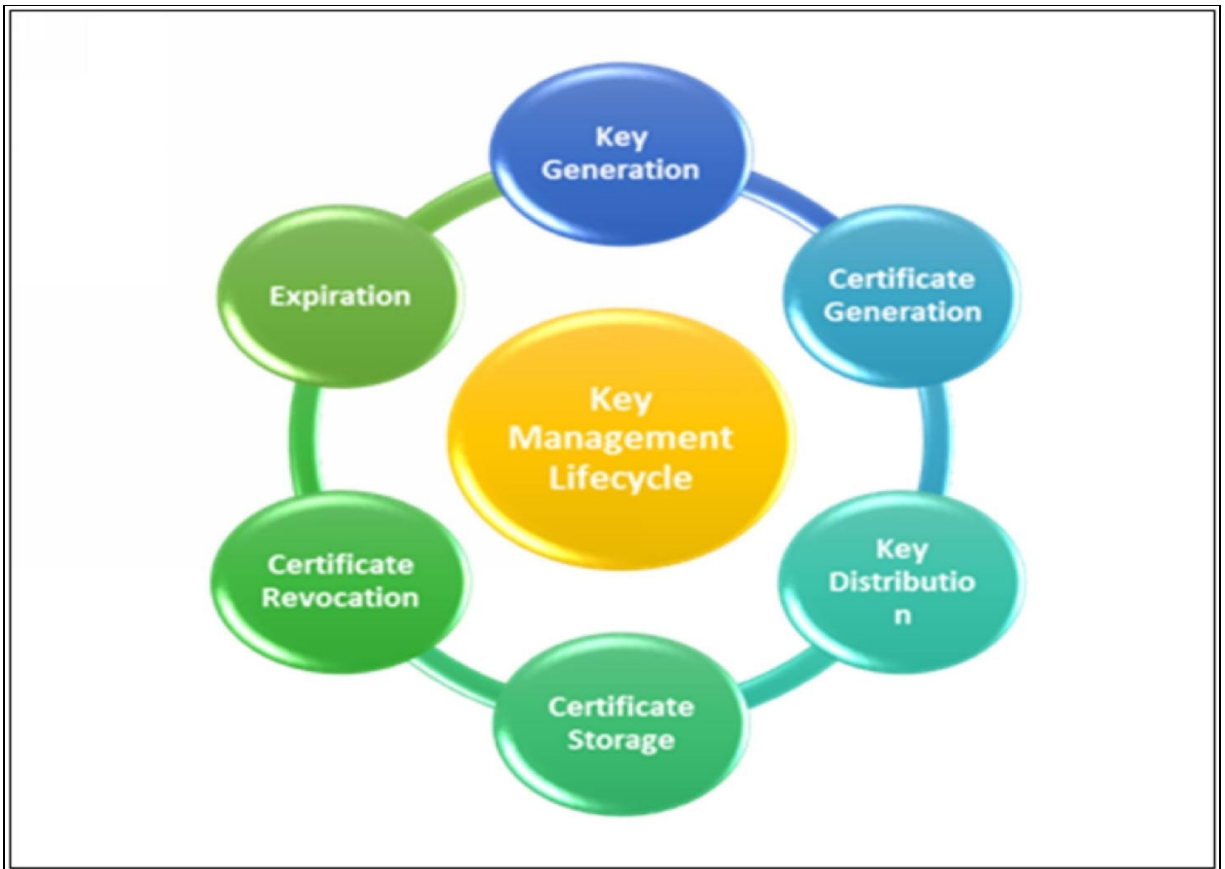 Key
Generation
Certificate
Generation
Key
Distributio
n
Certificate
Storage
Certificate
Revocation
Expiration
Key
Management
Lifecycle